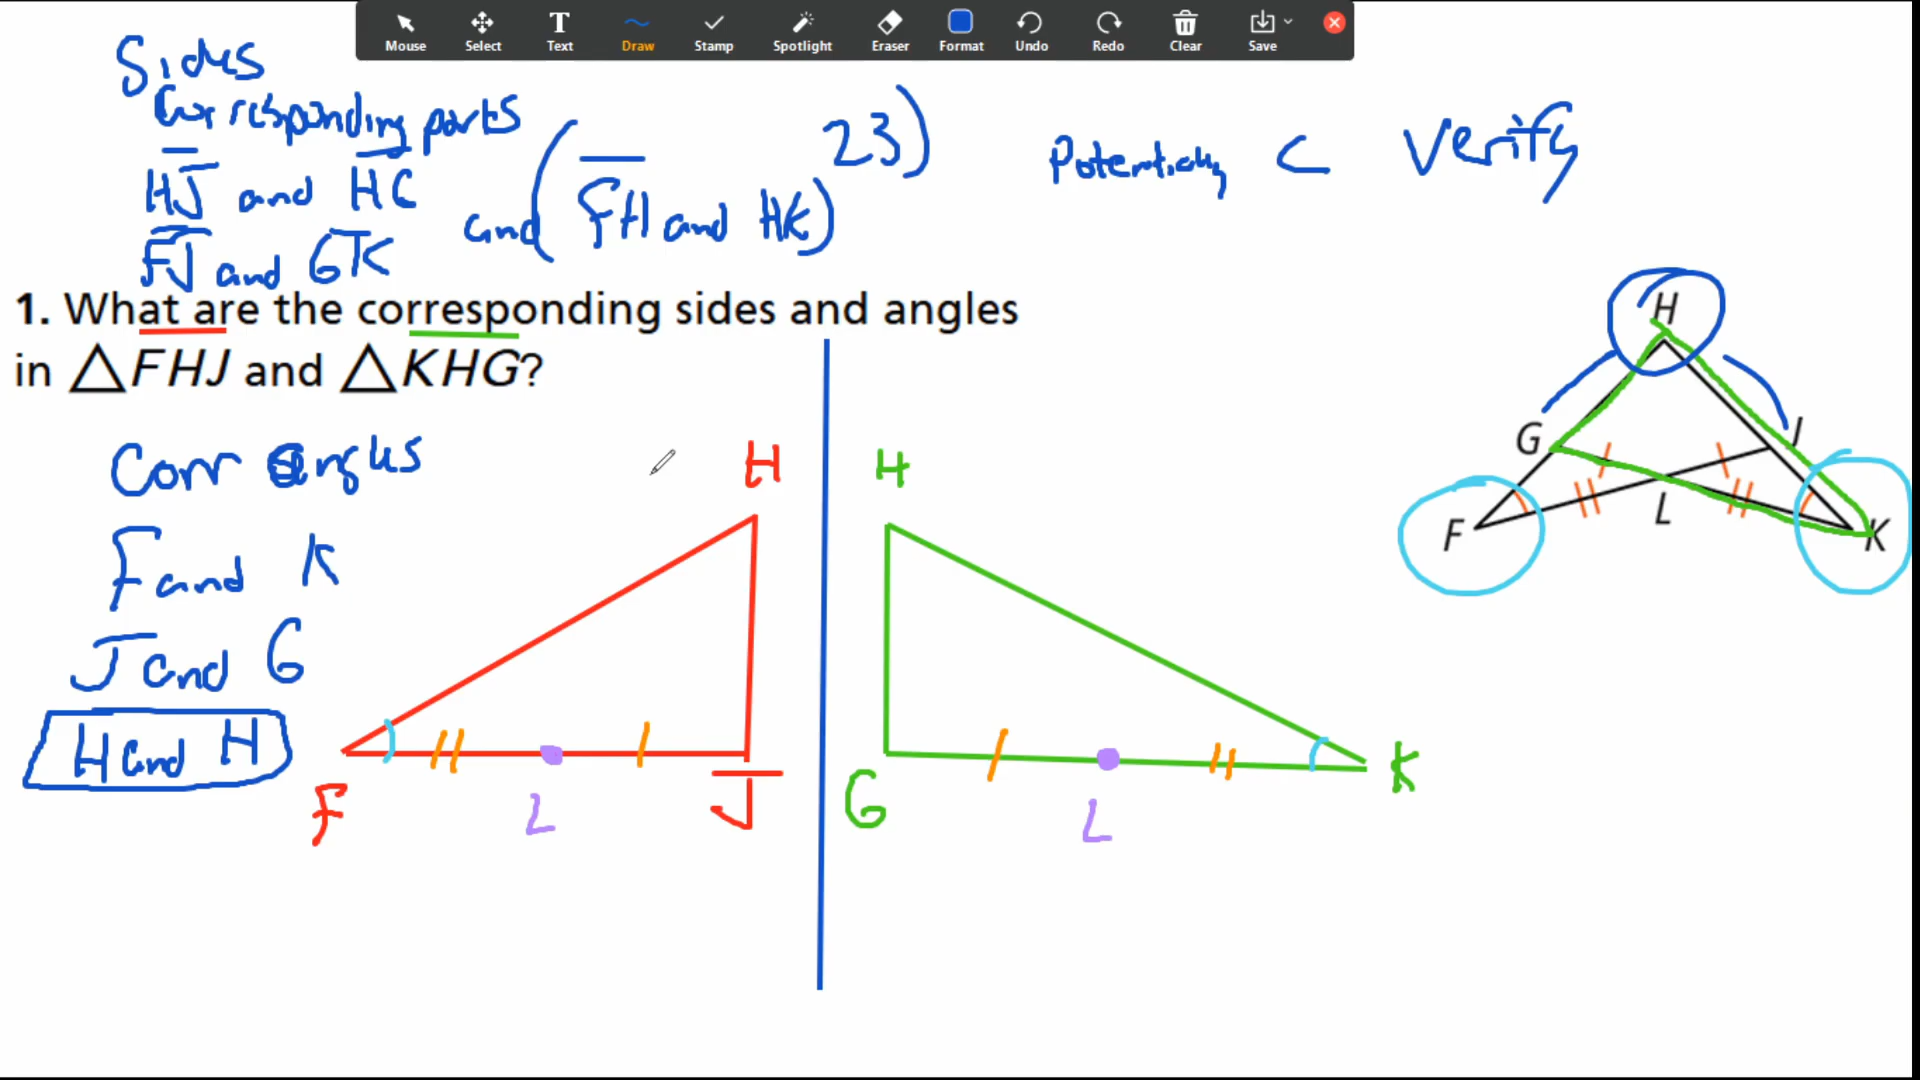 Mouse Select Text Draw Stamp Spotlight Eraser Format Undo Redo Clear Save
Sides
Corresponding parts
HJ and HG
FJ and GK
and (FH and HK)
23)
Potentially C Verify
1. What are the corresponding sides and angles
in △FHJ and △KHG?
Corr angles
F and K
J and G
H and H
H
F
L
J
H
G
L
K
H
G
J
F
L
K